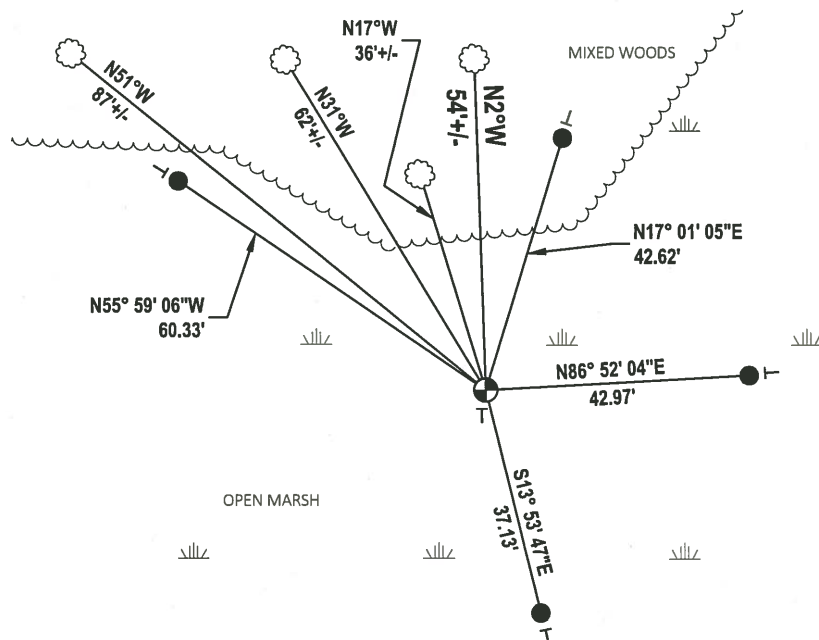 N17°W
36'+/-
MIXED WOODS
N51°W
87'+/-
N31°W
62'+/-
N2°W
54'+/-
T
T
N17° 01' 05"E
42.62'
N55° 59' 06"W
60.33'
N86° 52' 04"E
42.97'
T
T
OPEN MARSH
S13° 53' 47"E
37.13'
T